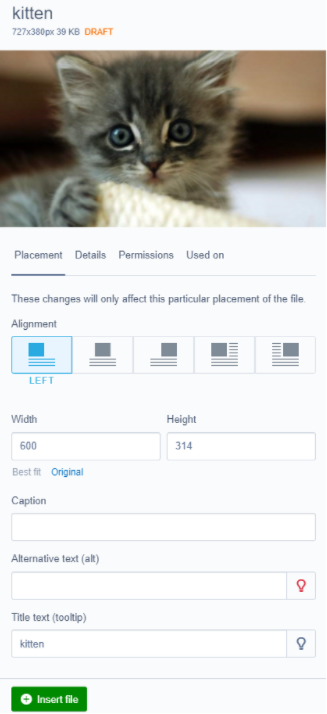 kitten
727x380px 39 KB DRAFT
Placement Details Permissions Used on
These changes will only affect this particular placement of the file.
Alignment
LEFT
Width Height
600 314
Best fit Original
Caption
Alternative text (alt)
Title text (tooltip)
kitten
Insert file